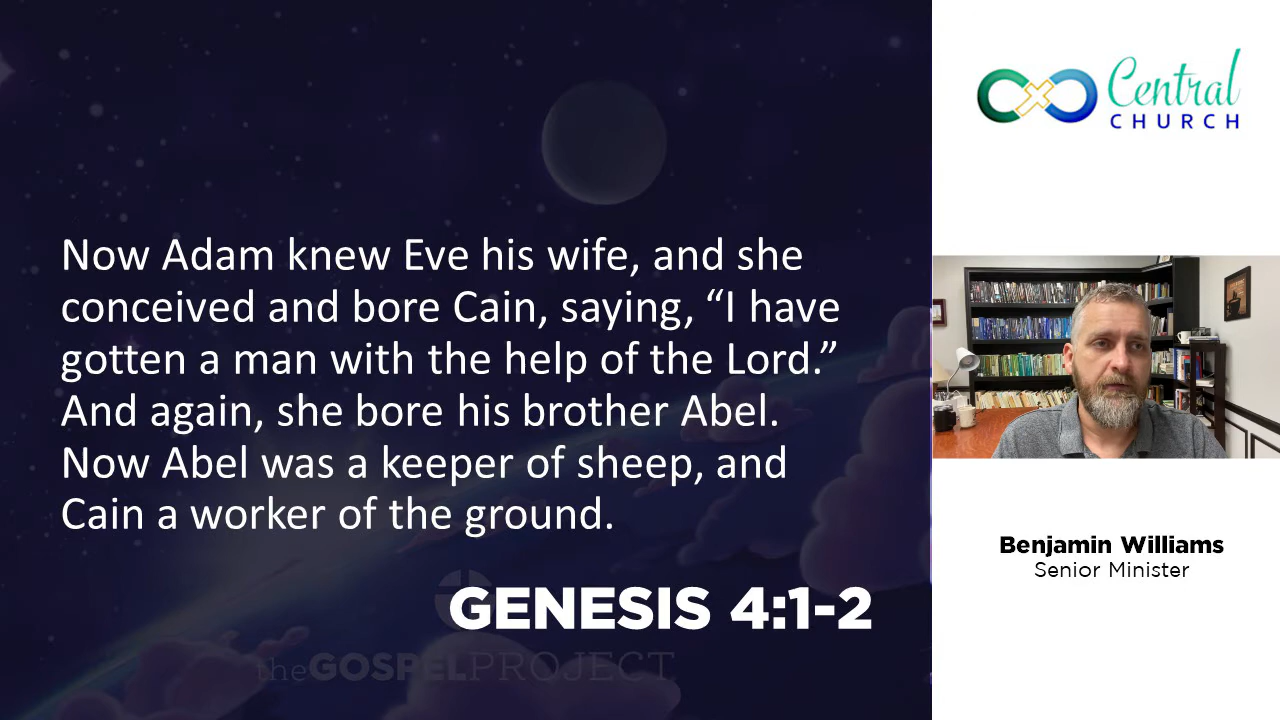 Now Adam knew Eve his wife, and she
conceived and bore Cain, saying, “I have
gotten a man with the help of the Lord.”
And again, she bore his brother Abel.
Now Abel was a keeper of sheep, and
Cain a worker of the ground.
GENESIS 4:1-2
theGOSPELPROJECT
Central
CHURCH
Benjamin Williams
Senior Minister